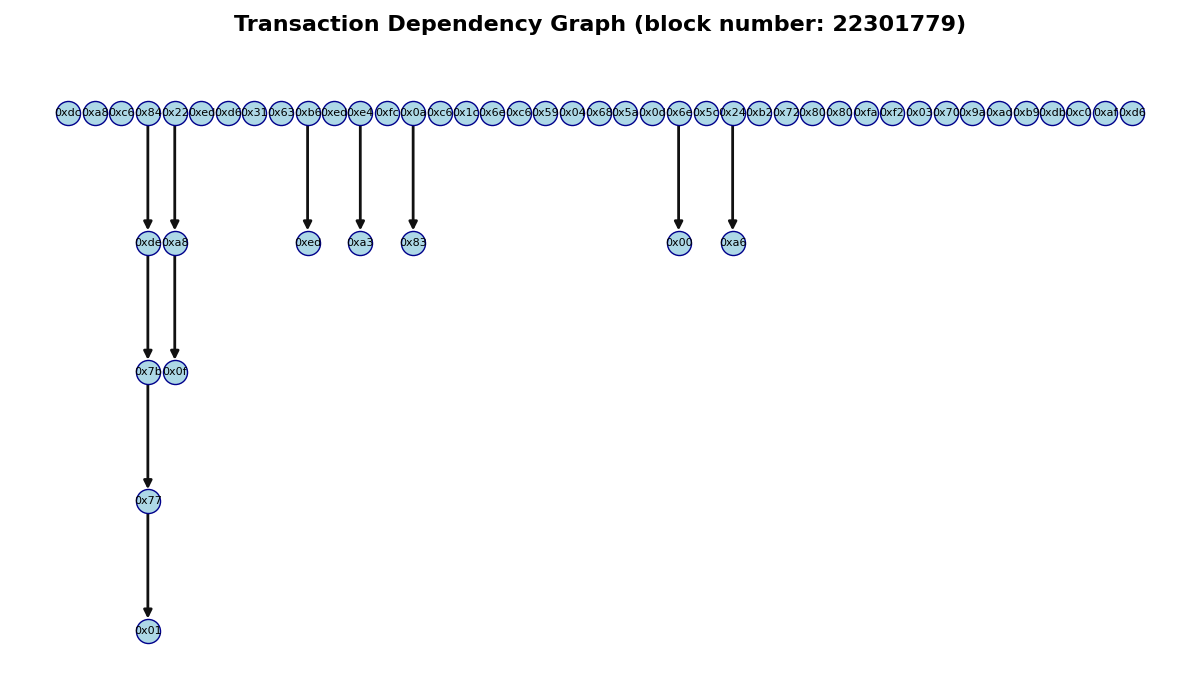 Transaction Dependency Graph (block number: 22301779)
0xdc 0xa8 0xc6 0x84 0x22 0xed 0xd6 0x31 0x63 0xb6 0xed 0xe4 0xfc 0x0a 0xc6 0x1c 0x6e 0xc6 0x59 0x04 0x68 0x5a 0x0d 0x6e 0x5c 0x24 0xb2 0x72 0x80 0x80 0xfa 0xf2 0x03 0x70 0x9a 0xad 0xb9 0xdb 0xc0 0xaf 0xd6
0xde 0xa8 0xed 0xa3 0x83 0x00 0xa6
0x7b 0x0f
0x77
0x01